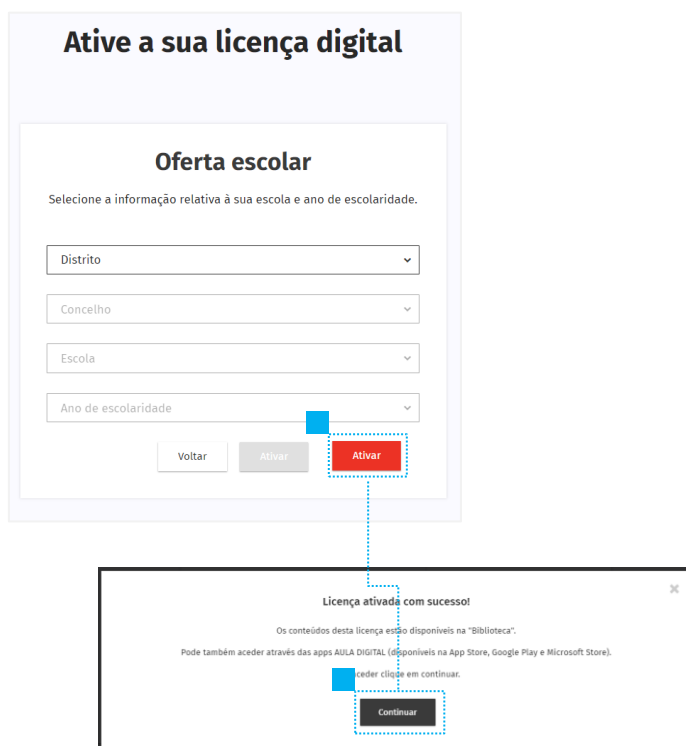 Ative a sua licença digital
Oferta escolar
Selecione a informação relativa à sua escola e ano de escolaridade.
Distrito
Concelho
Escola
Ano de escolaridade
Voltar
Ativar
Ativar
Licença ativada com sucesso!
Os conteúdos desta licença estão disponíveis na "Biblioteca".
Pode também aceder através das apps AULA DIGITAL (disponíveis na App Store, Google Play e Microsoft Store).
clique em continuar.
Continuar